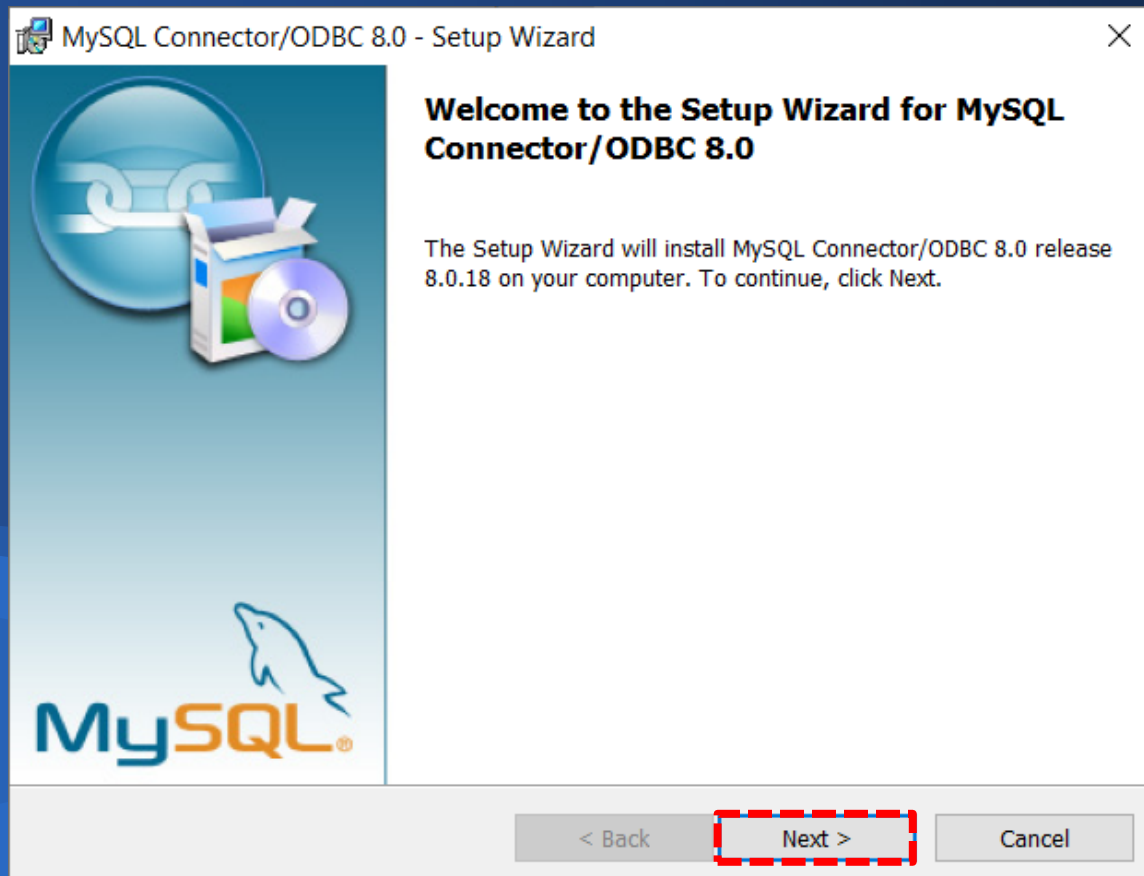 MySQL Connector/ODBC 8.0 - Setup Wizard
Welcome to the Setup Wizard for MySQL
Connector/ODBC 8.0
The Setup Wizard will install MySQL Connector/ODBC 8.0 release
8.0.18 on your computer. To continue, click Next.
MySQL®
< Back
Next >
Cancel